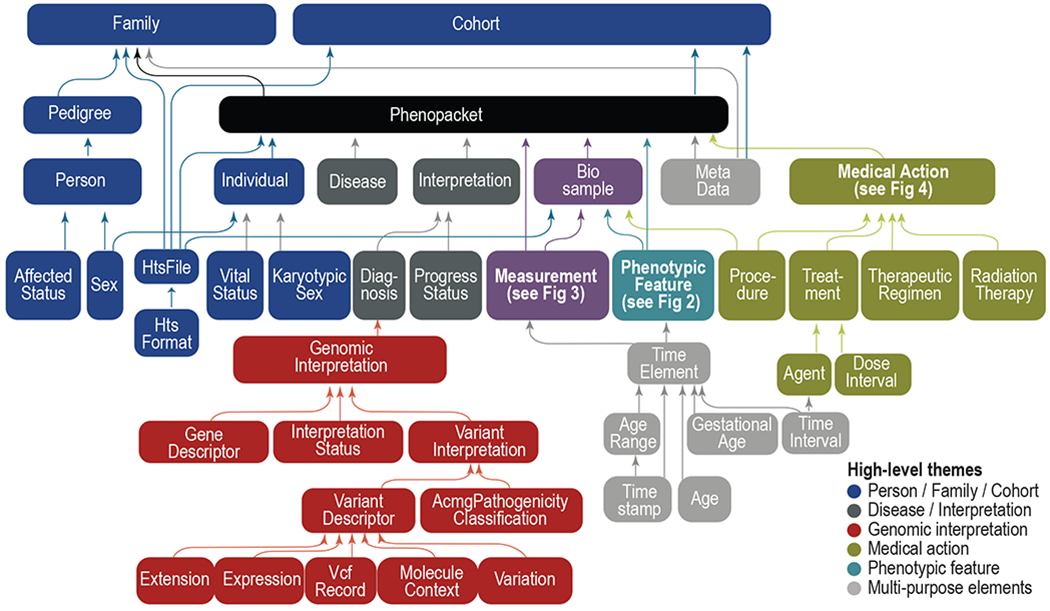 Family
Cohort
Pedigree
Phenopacket
Person
Individual
Disease
Interpretation
Bio
sample
Meta
Data
Medical Action
(see Fig 4)
Affected
Status
Sex
HtsFile
Vital
Status
Karyotypic
Sex
Diag-
nosis
Progress
Status
Measurement
(see Fig 3)
Phenotypic
Feature
(see Fig 2)
Proce-
dure
Treat-
ment
Therapeutic
Regimen
Radiation
Therapy
Hts
Format
Genomic
Interpretation
Time
Element
Agent
Dose
Interval
Gene
Descriptor
Interpretation
Status
Variant
Interpretation
Age
Range
Gestational
Age
Time
Interval
Variant
Descriptor
AcmgPathogenicity
Classification
Time
stamp
Age
Extension
Expression
Vcf
Record
Molecule
Context
Variation
High-level themes
Person / Family / Cohort
Disease / Interpretation
Genomic interpretation
Medical action
Phenotypic feature
Multi-purpose elements